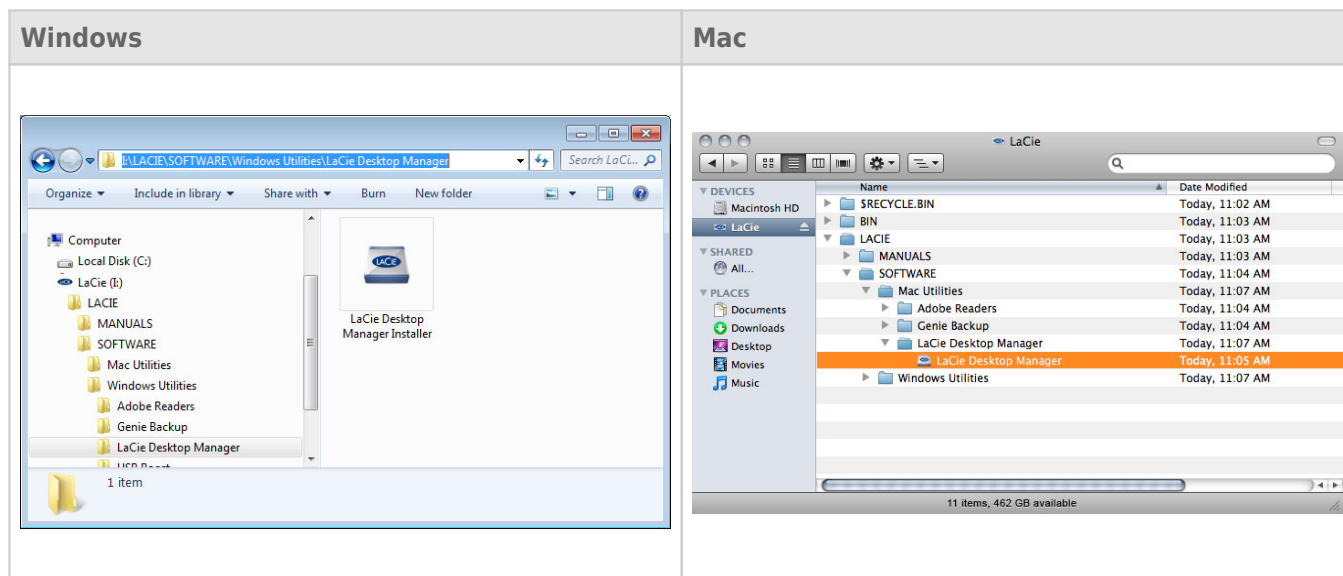 Windows
Mac
I:\LACIE\SOFTWARE\Windows Utilities\LaCie Desktop Manager
Search LaCi...
Organize Include in library Share with Burn New folder
Computer
Local Disk (C:)
LaCie (I:)
LACIE
MANUALS
SOFTWARE
Mac Utilities
Windows Utilities
Adobe Readers
Genie Backup
LaCie Desktop Manager
LACIE
LaCie Desktop
Manager Installer
1 item
LaCie
DEVICES
Macintosh HD
LaCie
SHARED
All...
PLACES
Documents
Downloads
Desktop
Movies
Music
Name Date Modified
$RECYCLE.BIN Today, 11:02 AM
BIN Today, 11:03 AM
LACIE Today, 11:03 AM
MANUALS Today, 11:03 AM
SOFTWARE Today, 11:04 AM
Mac Utilities Today, 11:07 AM
Adobe Readers Today, 11:04 AM
Genie Backup Today, 11:04 AM
LaCie Desktop Manager Today, 11:07 AM
LaCie Desktop Manager Today, 11:05 AM
Windows Utilities Today, 11:07 AM
11 items, 462 GB available